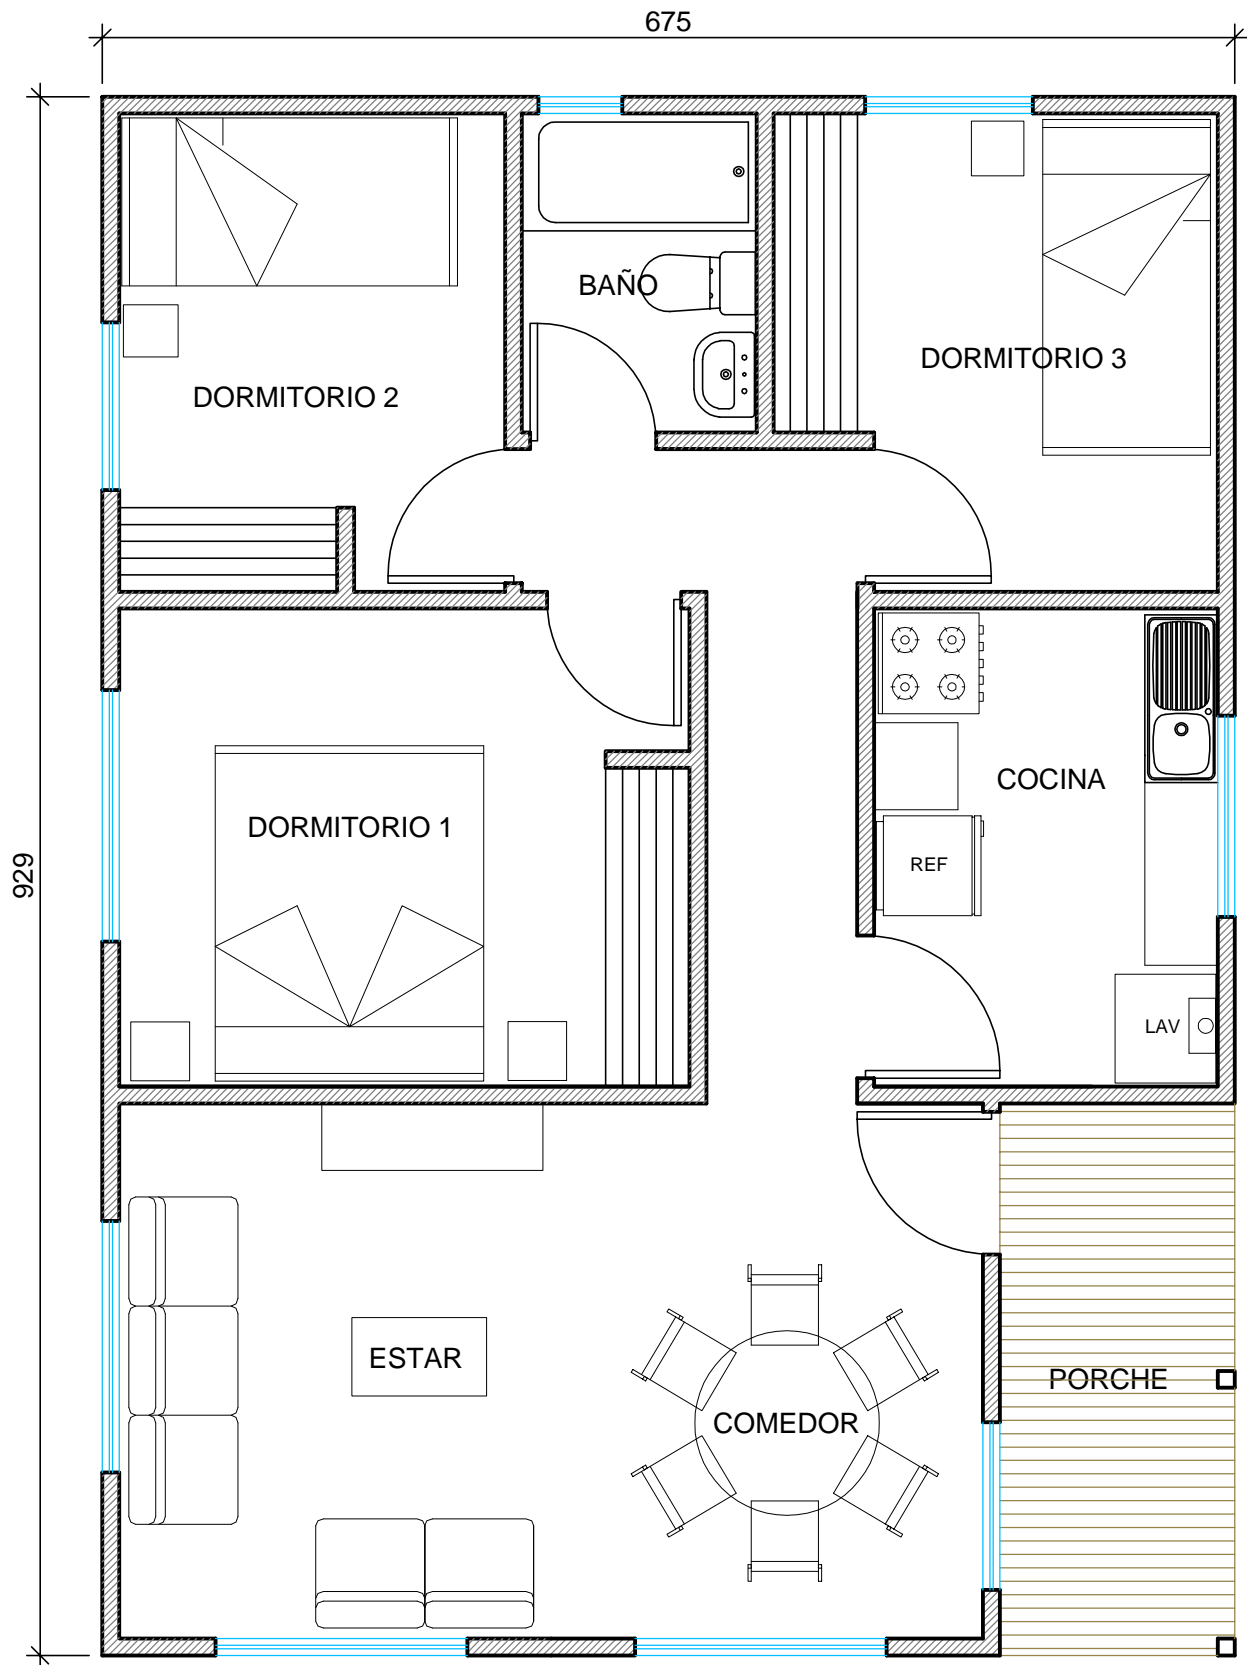 675
BAÑO
DORMITORIO 3
DORMITORIO 2
COCINA
DORMITORIO 1
REF
929
LAV
ESTAR
PORCHE
COMEDOR